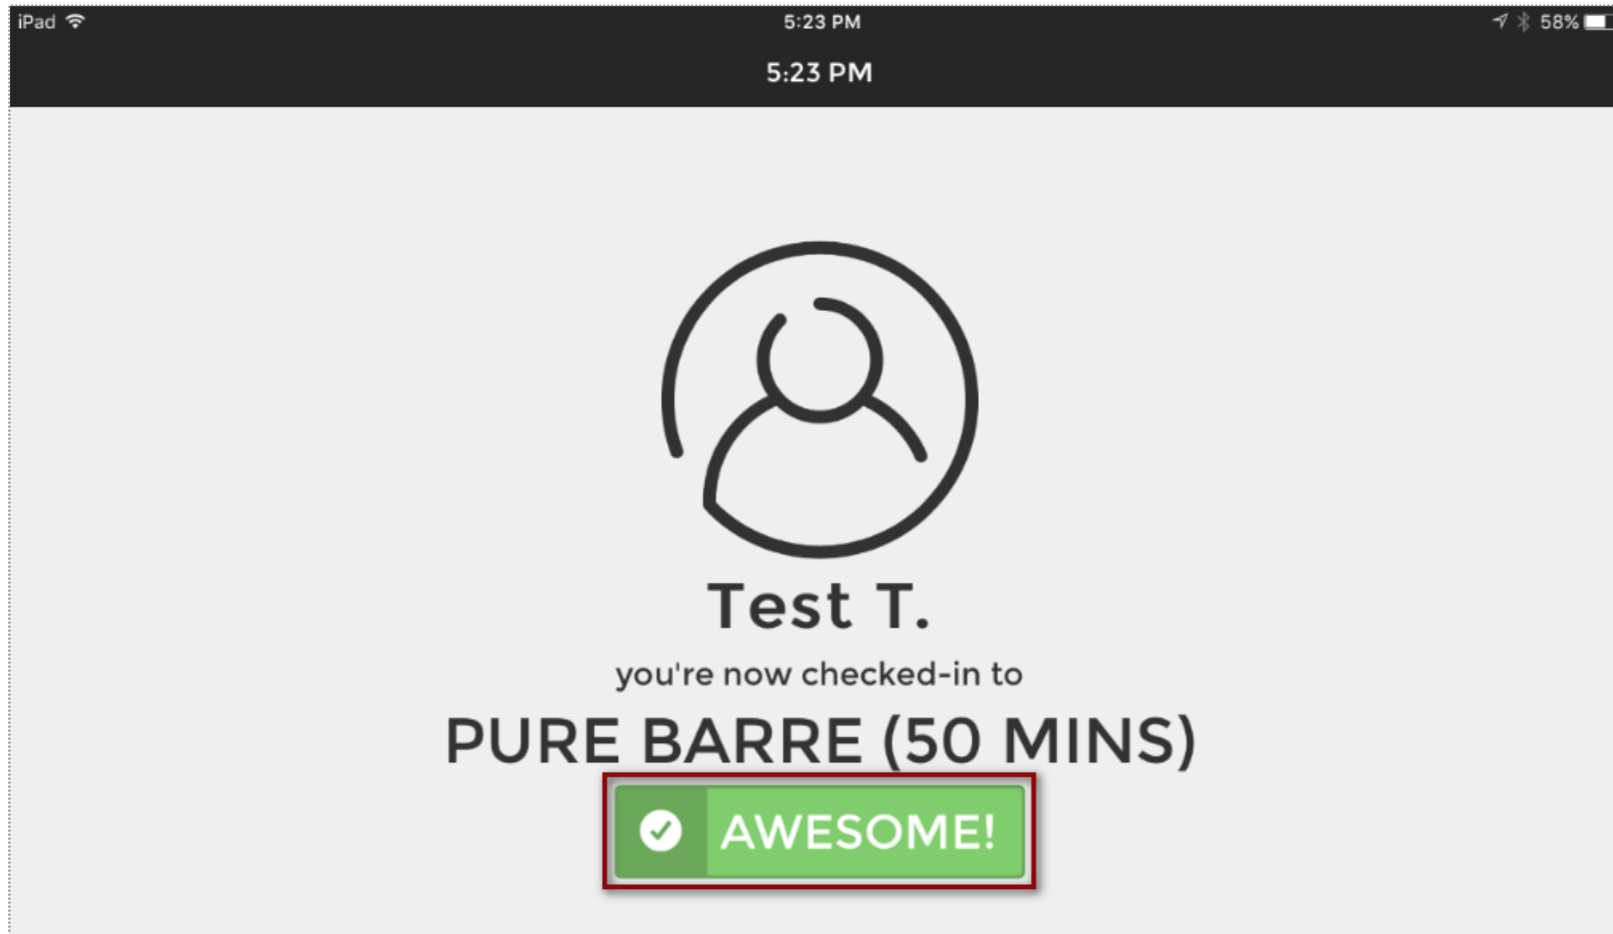 iPad 5:23 PM 58%
5:23 PM
Test T.
you're now checked-in to
PURE BARRE (50 MINS)
AWESOME!